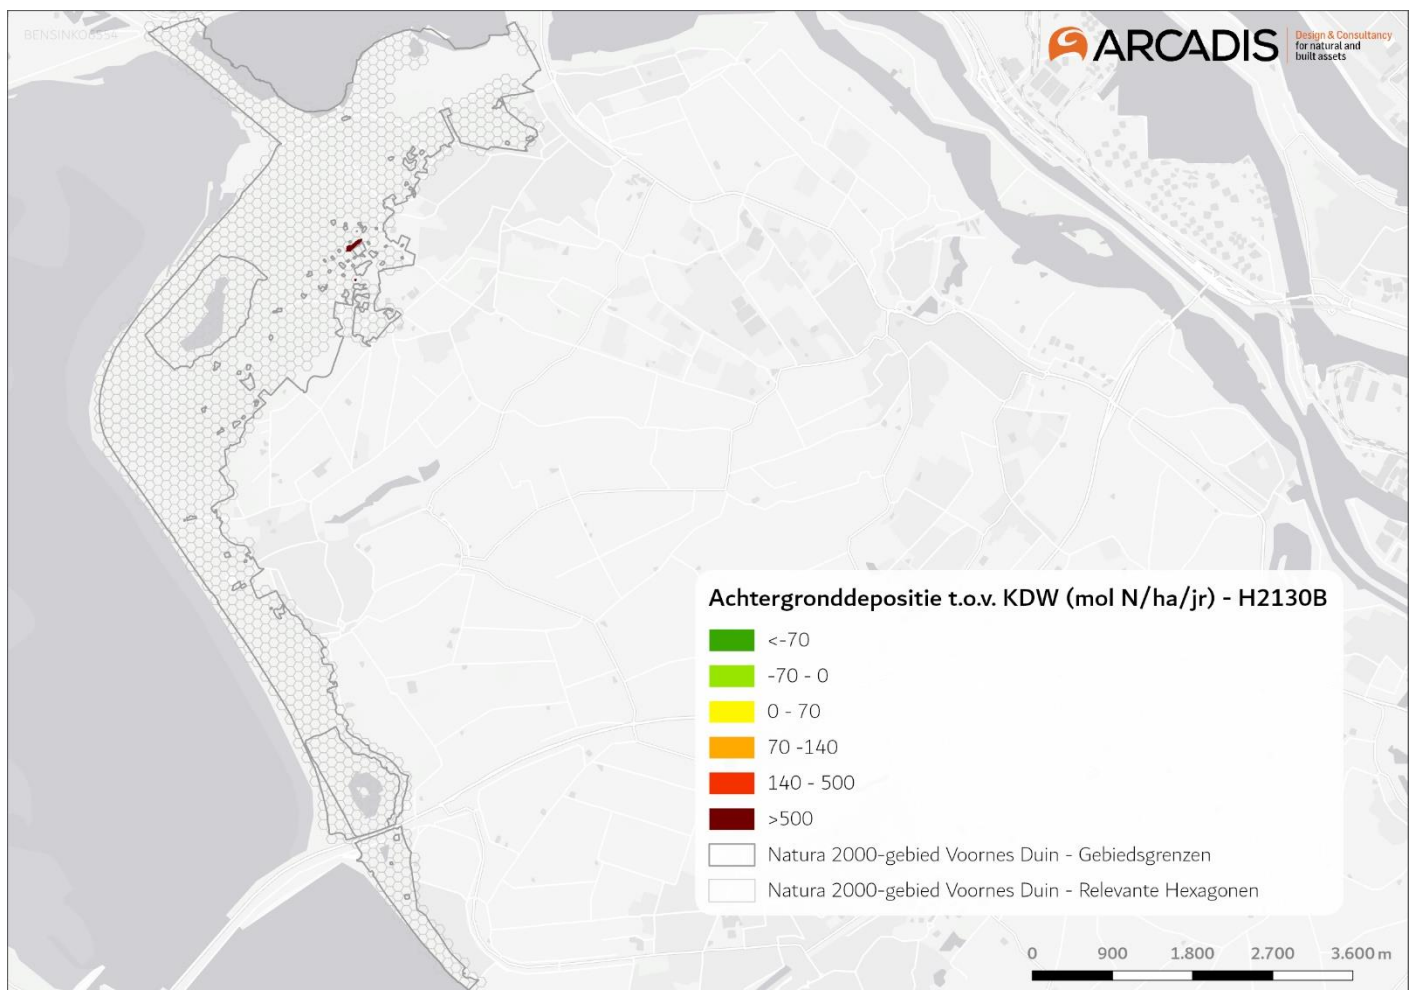 BENSINKO6554
ARCADIS
Design & Consultancy
for natural and
built assets
Achtergronddepositie t.o.v. KDW (mol N/ha/jr) - H2130B
<-70
-70 - 0
0 - 70
70 -140
140 - 500
>500
Natura 2000-gebied Voornes Duin - Gebiedsgrenzen
Natura 2000-gebied Voornes Duin - Relevante Hexagonen
0 900 1.800 2.700 3.600 m